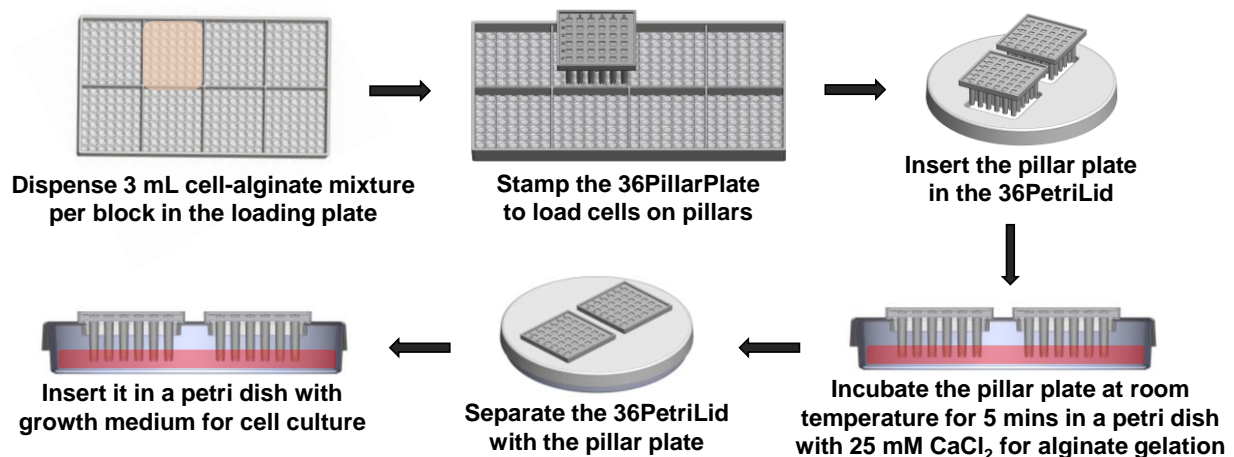 Dispense 3 mL cell-alginate mixture
per block in the loading plate
Stamp the 36PillarPlate
to load cells on pillars
Insert the pillar plate
in the 36PetriLid
Incubate the pillar plate at room
temperature for 5 mins in a petri dish
with 25 mM CaCl₂ for alginate gelation
Separate the 36PetriLid
with the pillar plate
Insert it in a petri dish with
growth medium for cell culture